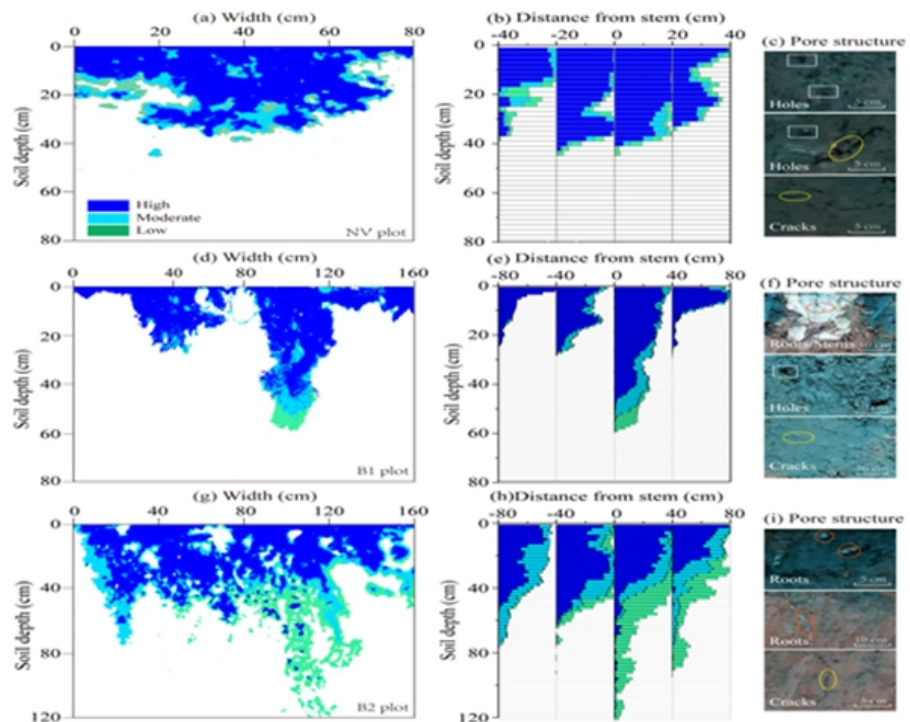 (a) Width (cm)
0 20 40 60 80
Soil depth (cm)
0
20
40
60
80
High
Moderate
Low
NV plot
(b) Distance from stem (cm)
-40 -20 0 20 40
Soil depth (cm)
0
20
40
60
80
(c) Pore structure
Holes
5 cm
Holes
5 cm
Cracks
5 cm
(d) Width (cm)
0 40 80 120 160
Soil depth (cm)
0
20
40
60
80
B1 plot
(e) Distance from stem (cm)
-80 -40 0 40 80
Soil depth (cm)
0
20
40
60
80
(f) Pore structure
Roots Stems
10 cm
Holes
Cracks
(g) Width (cm)
0 40 80 120 160
Soil depth (cm)
0
40
80
120
B2 plot
(h)Distance from stem (cm)
-80 -40 0 40 80
Soil depth (cm)
0
40
80
120
(i) Pore structure
Roots
5 cm
Roots
10 cm
Cracks
5 cm